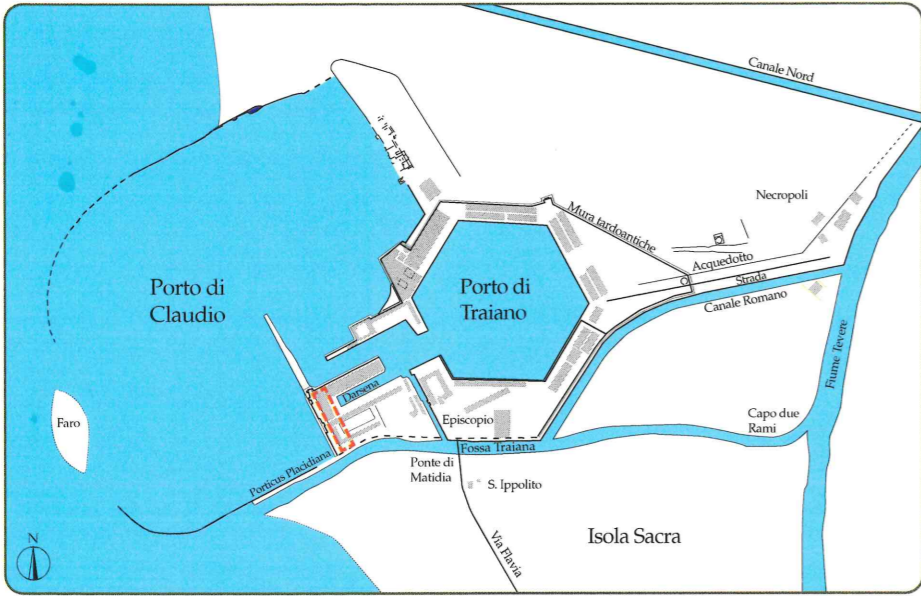 Canale Nord
Necropoli
Mura tardoantiche
Acquedotto
Strada
Canale Romano
Porto di
Claudio
Porto di
Traiano
Fiume Tevere
Darsena
Faro
Episcopio
Capo due
Rami
Fossa Traiana
Porticus Placidiana
Ponte di
Matidia
S. Ippolito
Via Flavia
Isola Sacra
N